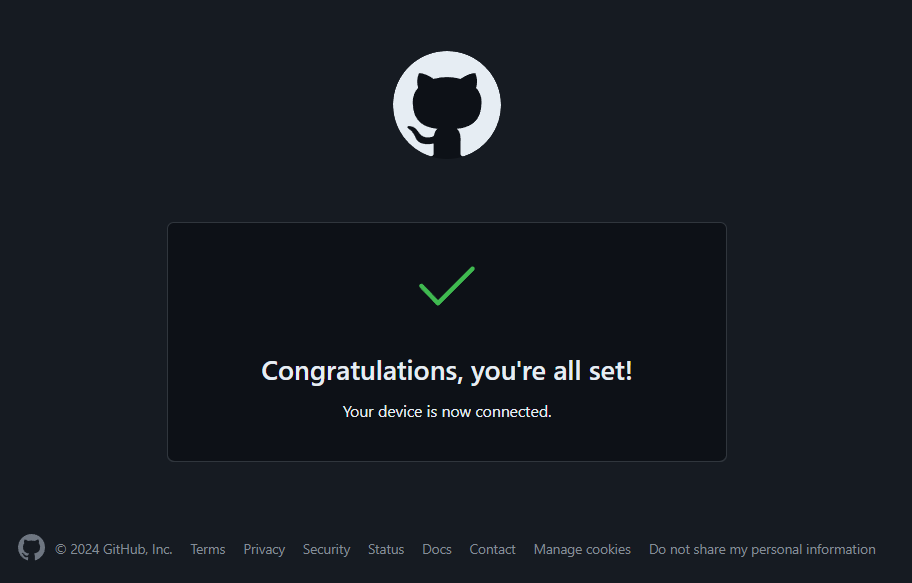 Congratulations, you're all set!
Your device is now connected.
© 2024 GitHub, Inc. Terms Privacy Security Status Docs Contact Manage cookies Do not share my personal information